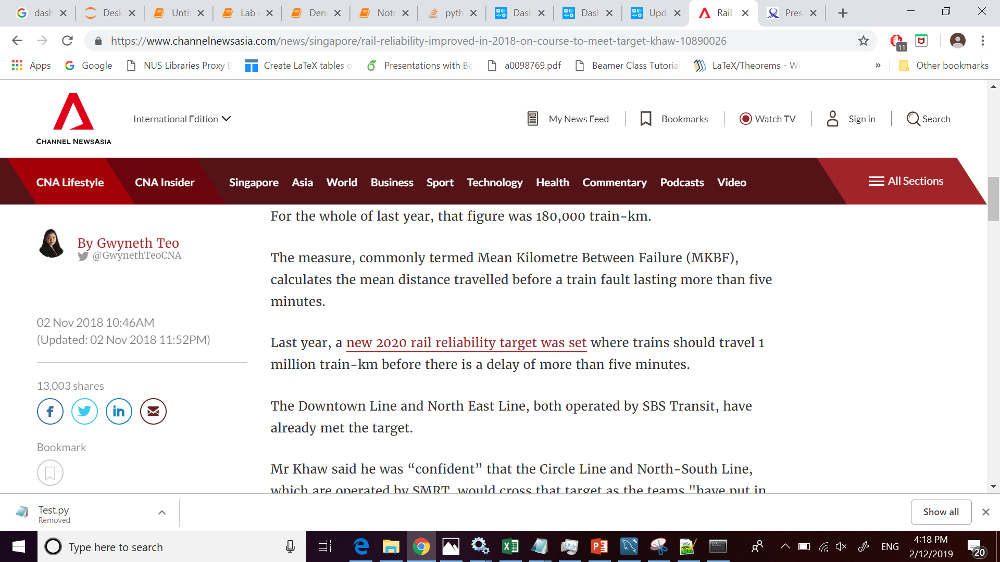 dash
Desk
Unti
Lab
Den
Note
pyth
Dash
Dash
Upd
Rail
Pres
https://www.channelnewsasia.com/news/singapore/rail-reliability-improved-in-2018-on-course-to-meet-target-khaw-10890026
11
Apps
Google
NUS Libraries Proxy
Create LaTeX tables o
Presentations with Be
a0098769.pdf
Beamer Class Tutorial
LaTeX/Theorems - Wi
»
Other bookmarks
CHANNEL NEWSASIA
International Edition
My News Feed
Bookmarks
Watch TV
Sign in
Search
CNA Lifestyle
CNA Insider
Singapore
Asia
World
Business
Sport
Technology
Health
Commentary
Podcasts
Video
All Sections
By Gwyneth Teo
@GwynethTeoCNA
02 Nov 2018 10:46AM
(Updated: 02 Nov 2018 11:52PM)
13,003 shares
Bookmark
For the whole of last year, that figure was 180,000 train-km.
The measure, commonly termed Mean Kilometre Between Failure (MKBF),
calculates the mean distance travelled before a train fault lasting more than five
minutes.
Last year, a new 2020 rail reliability target was set where trains should travel 1
million train-km before there is a delay of more than five minutes.
The Downtown Line and North East Line, both operated by SBS Transit, have
already met the target.
Mr Khaw said he was “confident” that the Circle Line and North-South Line,
which are operated by SMRT, would cross that target as the teams "have put in
Test.py
Removed
Show all
Type here to search
ENG
4:18 PM
2/12/2019
20